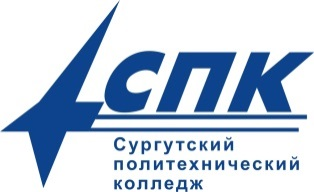 СПК
Сургутский
политехнический
колледж